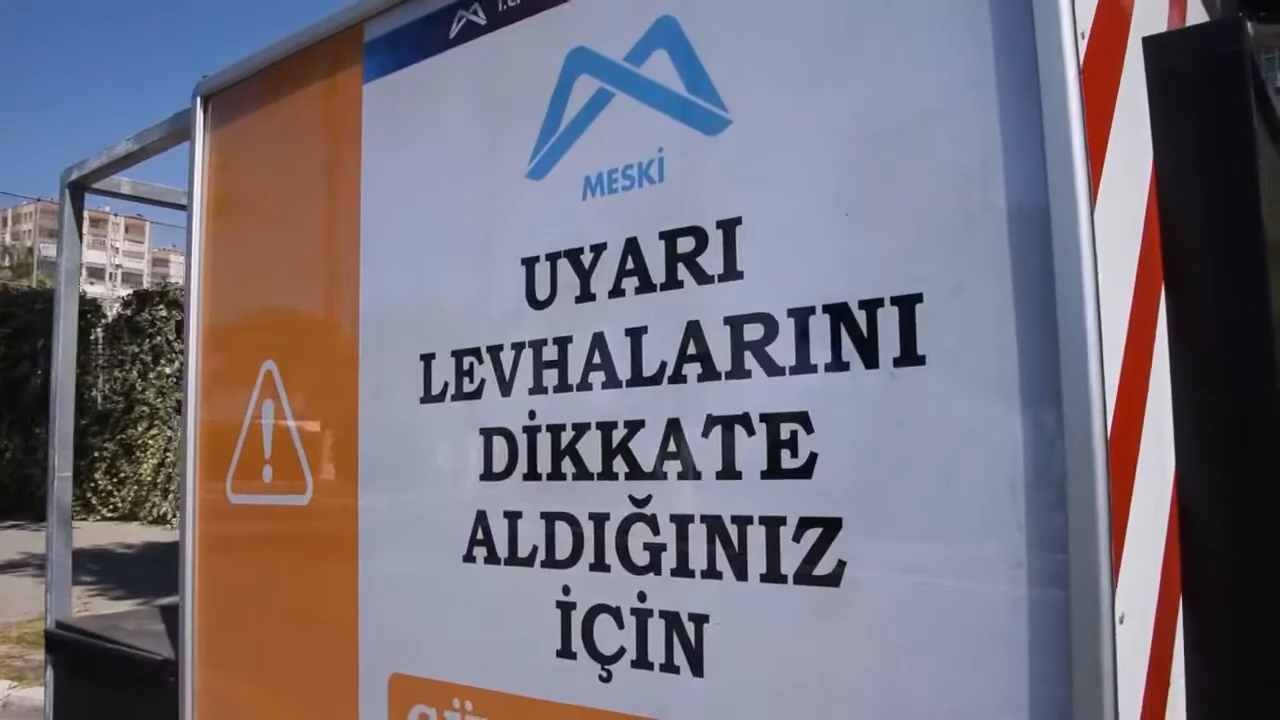 MESKİ
UYARI
LEVHALARINI
DİKKATE
ALDIĞINIZ
İÇİN